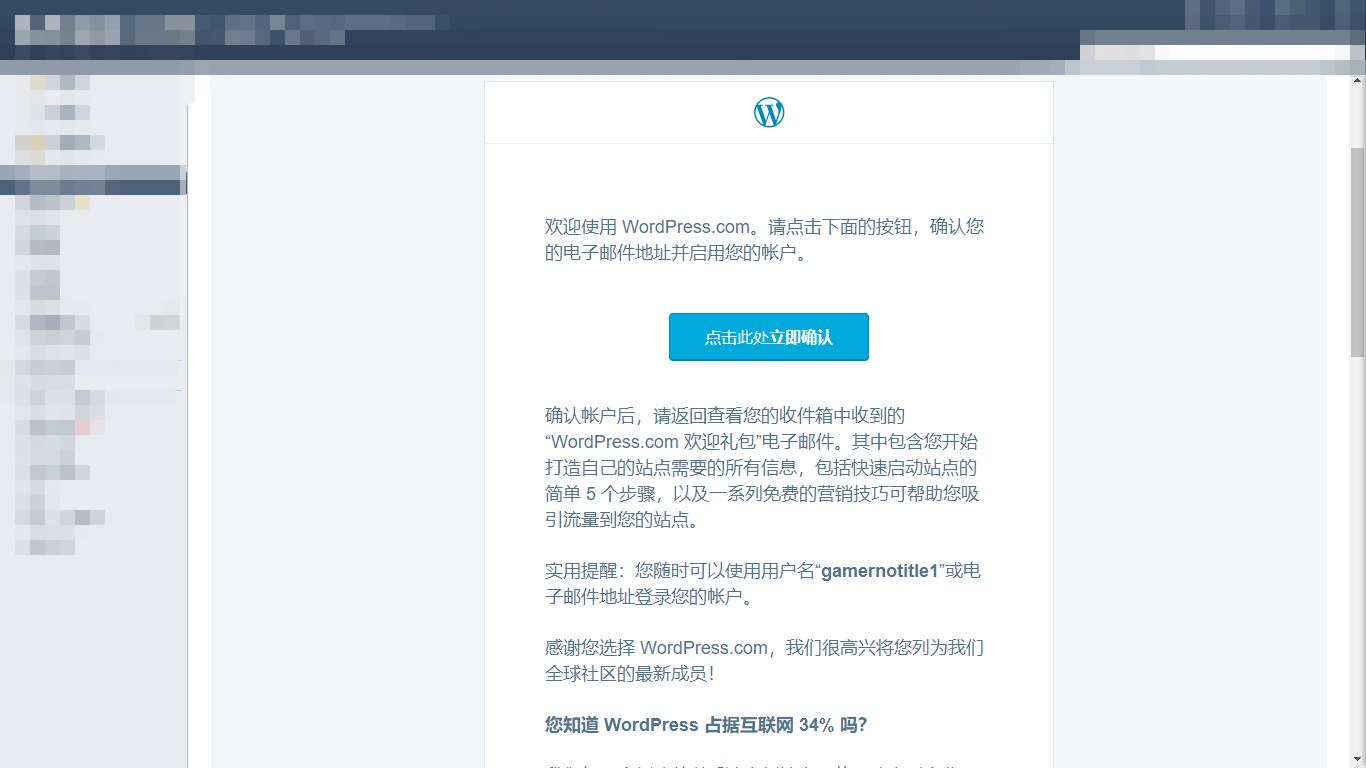 欢迎使用 WordPress.com。请点击下面的按钮，确认您
的电子邮件地址并启用您的帐户。
点击此处立即确认
确认帐户后，请返回查看您的收件箱中收到的
“WordPress.com 欢迎礼包”电子邮件。其中包含您开始
打造自己的站点需要的所有信息，包括快速启动站点的
简单 5 个步骤，以及一系列免费的营销技巧可帮助您吸
引流量到您的站点。
实用提醒：您随时可以使用用户名“gamernotitle1”或电
子邮件地址登录您的帐户。
感谢您选择 WordPress.com，我们很高兴将您列为我们
全球社区的最新成员！
您知道 WordPress 占据互联网 34% 吗？